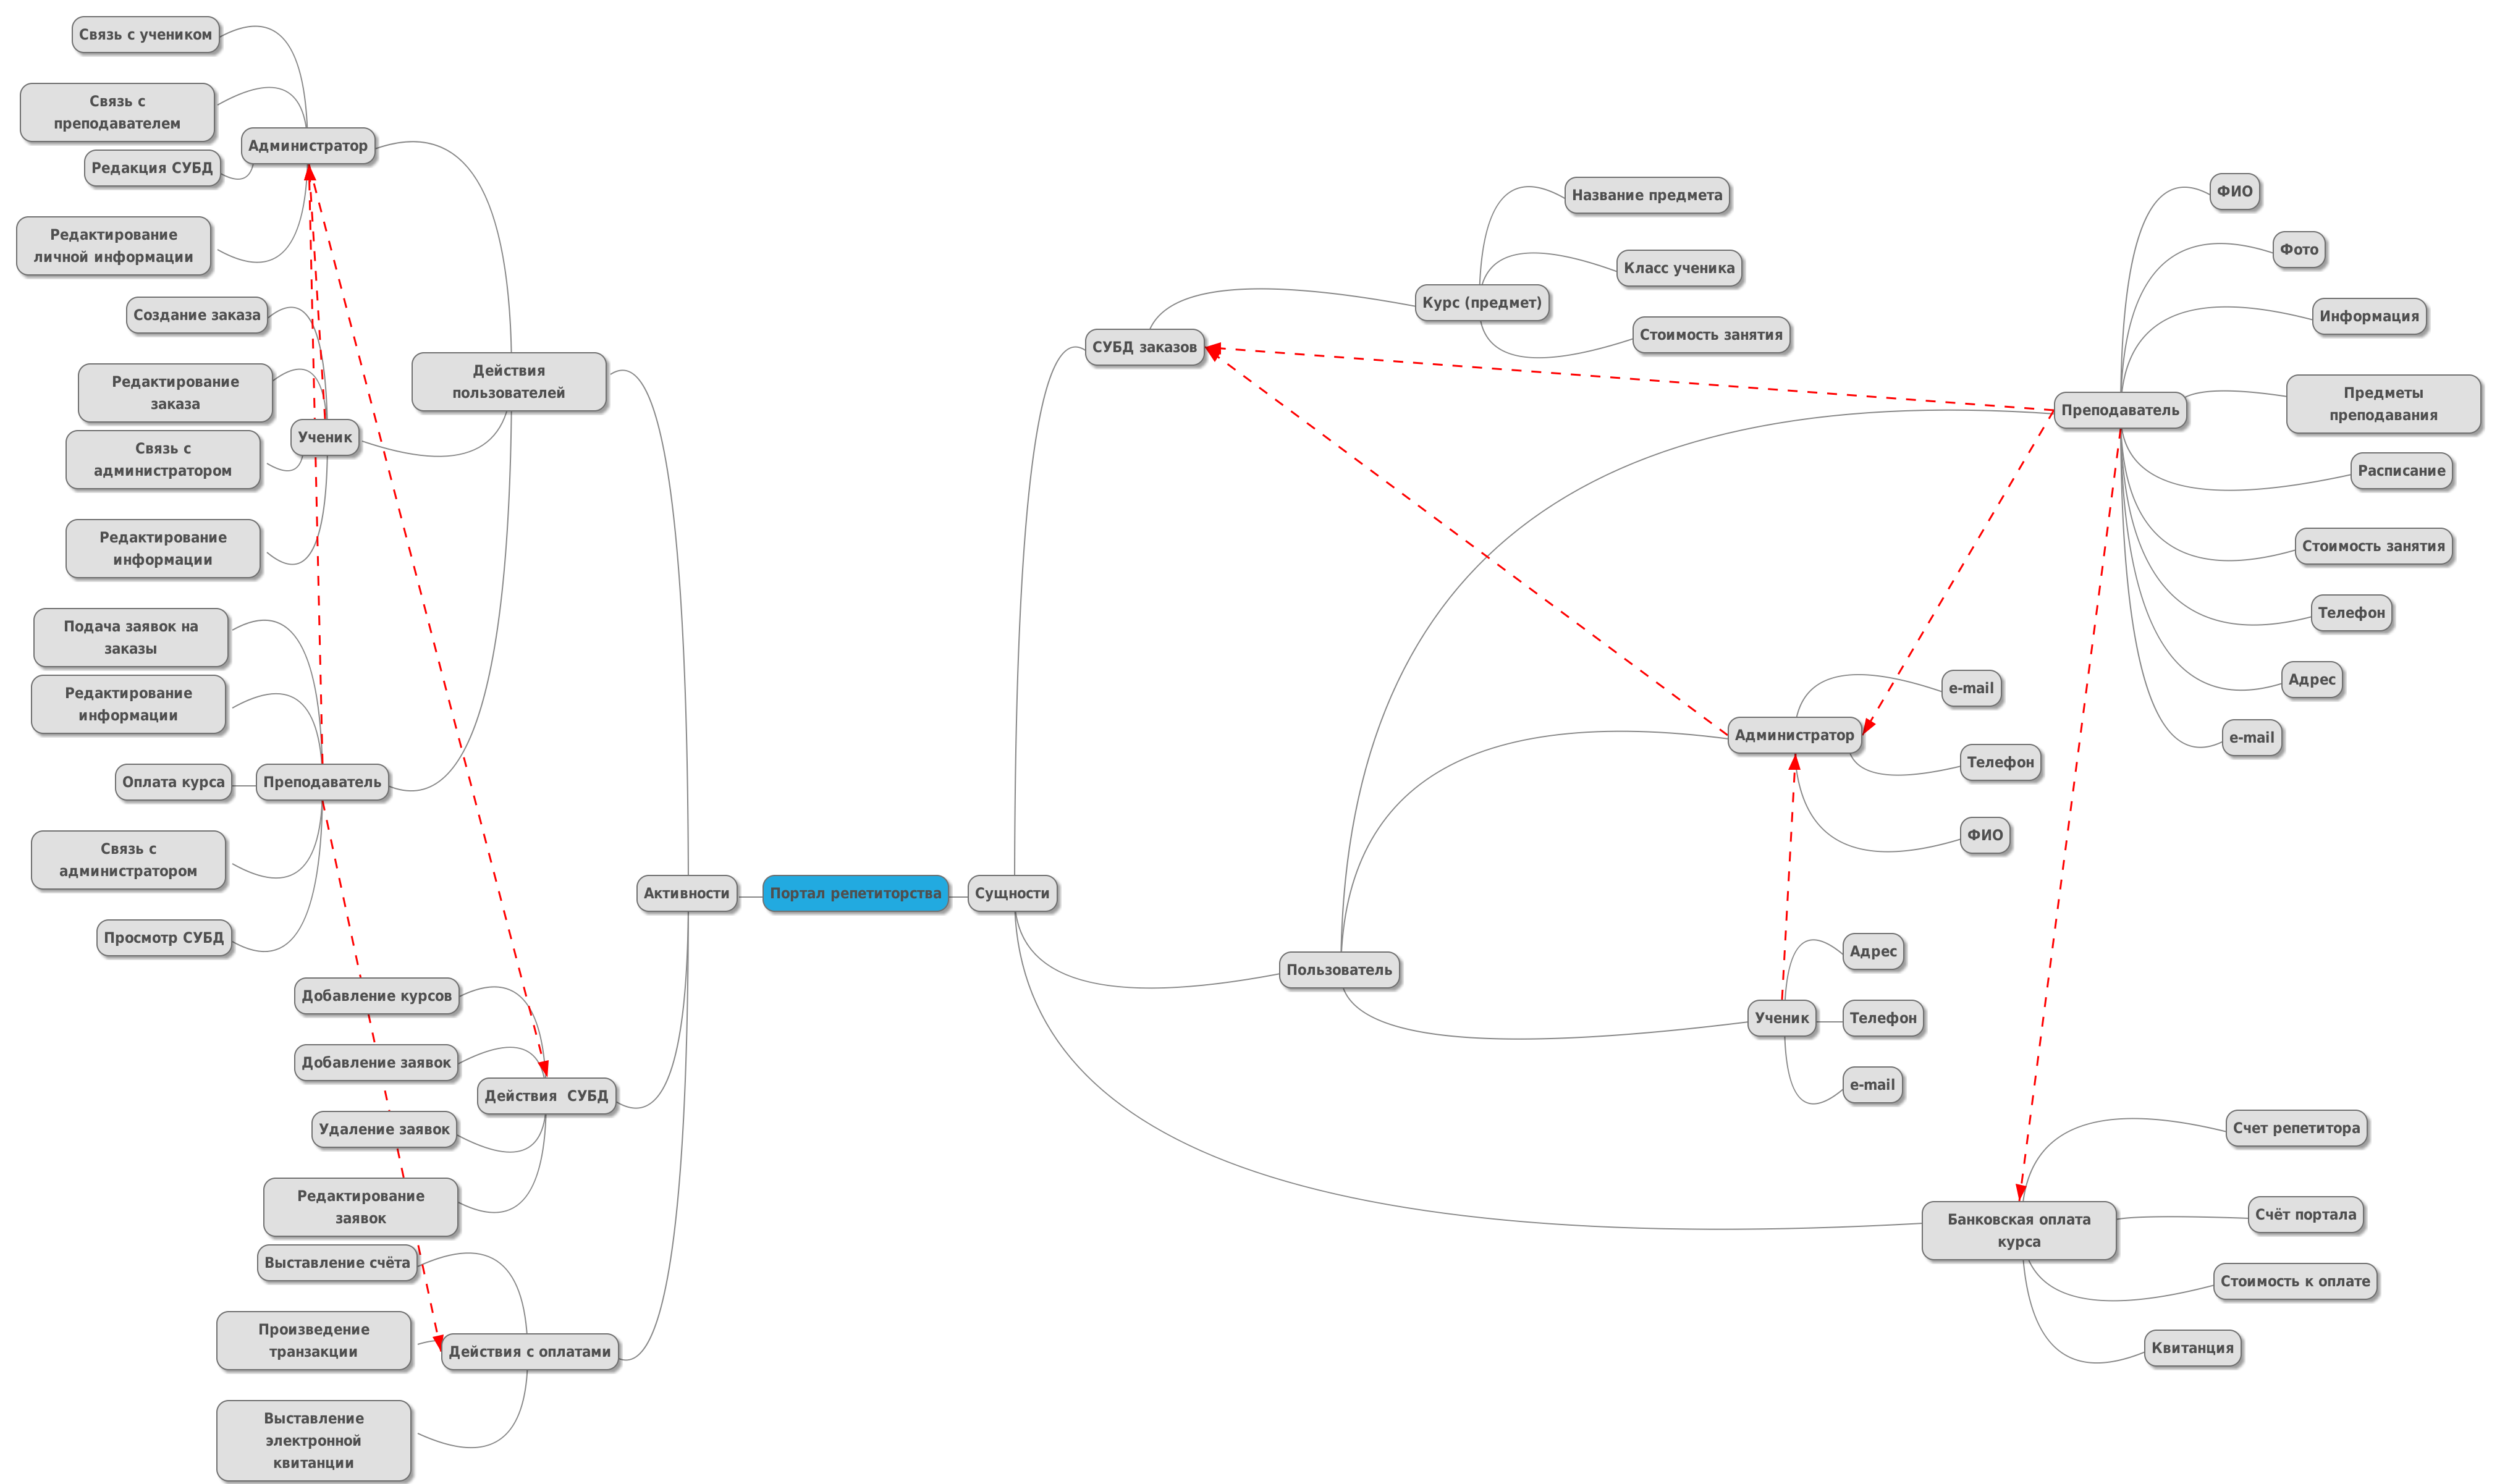 Связь с учеником
Связь с
преподавателем
Администратор
Редакция СУБД
Редактирование
личной информации
Создание заказа
Редактирование
заказа
Ученик
Связь с
администратором
Редактирование
информации
Действия
пользователей
Подача заявок на
заказы
Редактирование
информации
Оплата курса
Преподаватель
Связь с
администратором
Просмотр СУБД
Активности
Портал репетиторства
Сущности
Добавление курсов
Добавление заявок
Действия  СУБД
Удаление заявок
Редактирование
заявок
Выставление счёта
Произведение
транзакции
Действия с оплатами
Выставление
электронной
квитанции
СУБД заказов
Курс (предмет)
Название предмета
Класс ученика
Стоимость занятия
Преподаватель
ФИО
Фото
Информация
Предметы
преподавания
Расписание
Стоимость занятия
Телефон
Адрес
e-mail
Администратор
e-mail
Телефон
ФИО
Пользователь
Ученик
Адрес
Телефон
e-mail
Банковская оплата
курса
Счет репетитора
Счёт портала
Стоимость к оплате
Квитанция